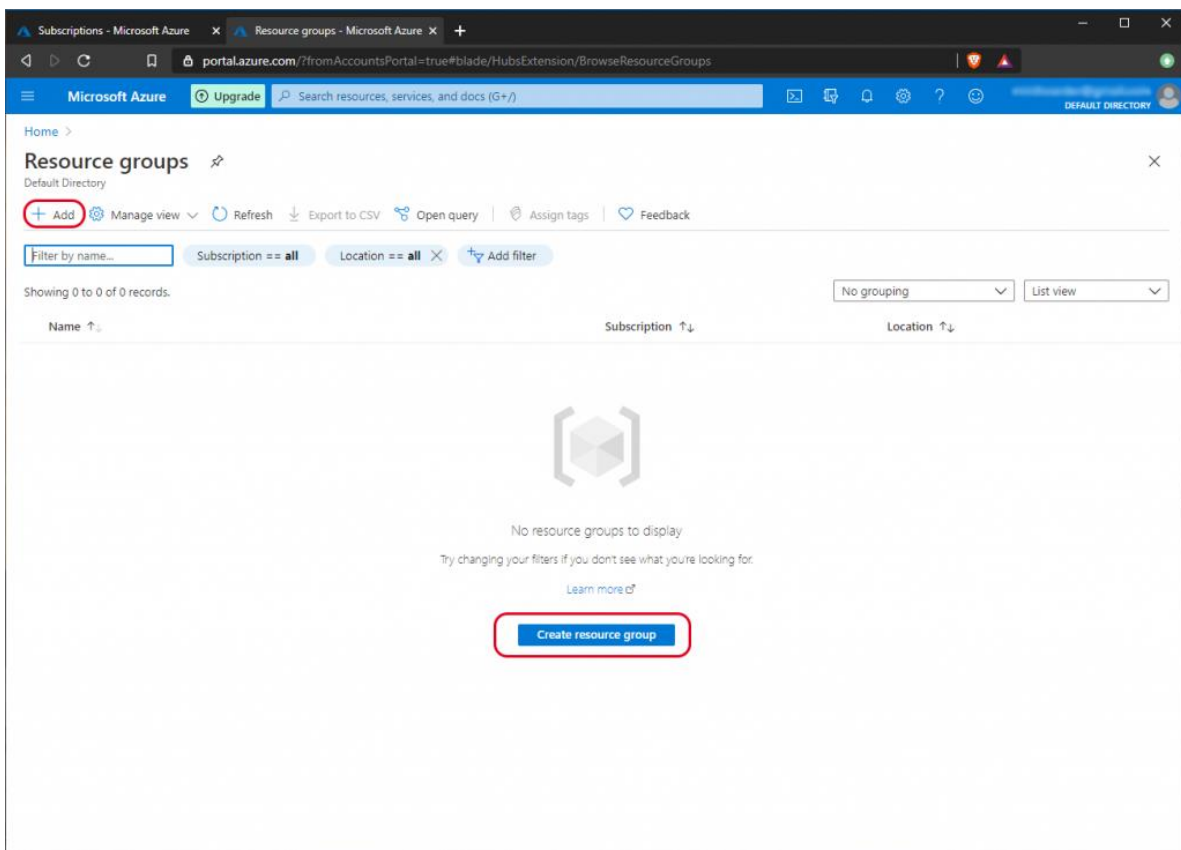 Subscriptions - Microsoft Azure
Resource groups - Microsoft Azure
portal.azure.com/?fromAccountsPortal=true#blade/HubsExtension/BrowseResourceGroups
Microsoft Azure Upgrade Search resources, services, and docs (G+/)
DEFAULT DIRECTORY
Home >
Resource groups
Default Directory
+ Add Manage view Refresh Export to CSV Open query Assign tags Feedback
Filter by name... Subscription == all Location == all Add filter
Showing 0 to 0 of 0 records. No grouping List view
Name ↑↓ Subscription ↑↓ Location ↑↓
No resource groups to display
Try changing your filters if you don't see what you're looking for.
Learn more
Create resource group